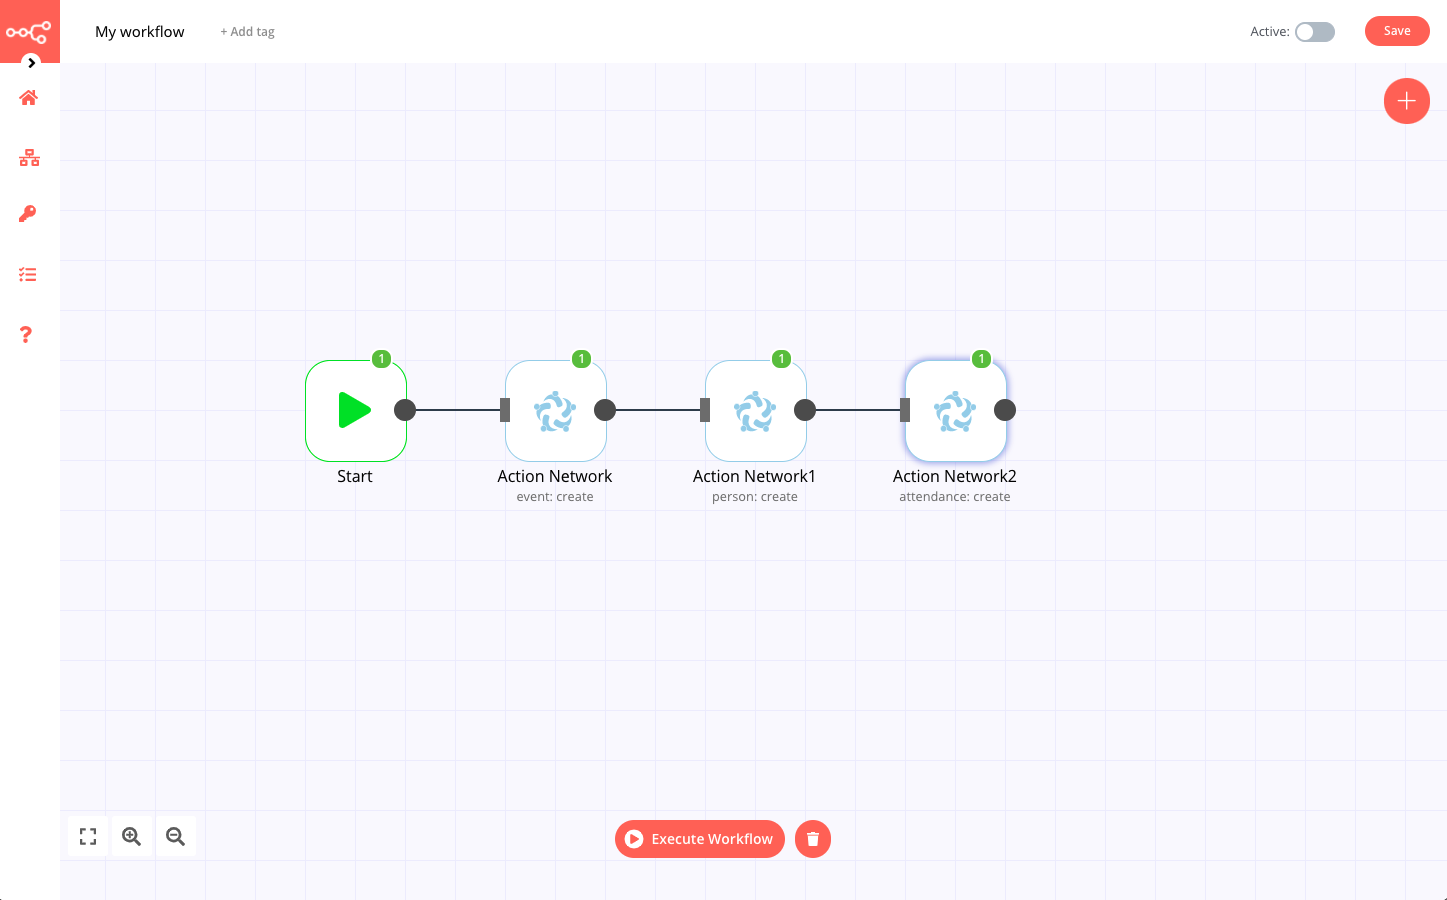 My workflow
+ Add tag
Active:
Save
1
1
1
1
Start
Action Network
event: create
Action Network1
person: create
Action Network2
attendance: create
Execute Workflow